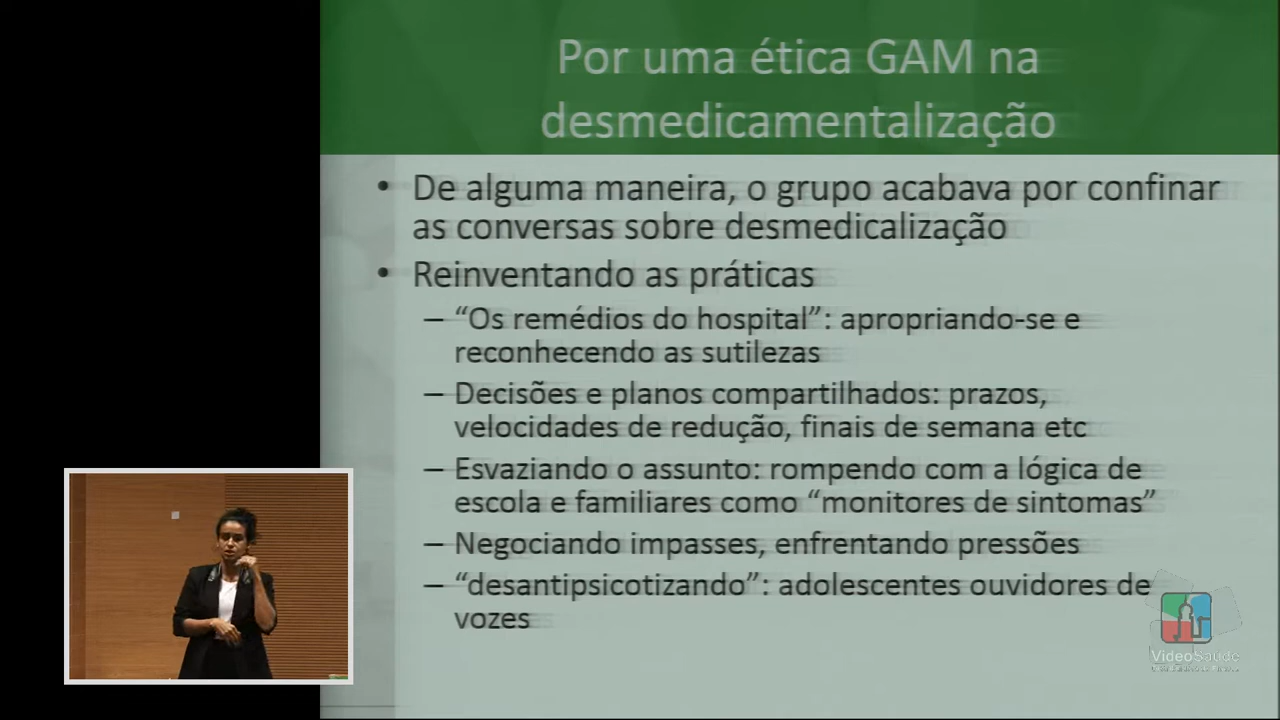 Por uma ética GAM na
desmedicamentalização
• De alguma maneira, o grupo acabava por confinar
as conversas sobre desmedicalização
• Reinventando as práticas
– “Os remédios do hospital”: apropriando-se e
reconhecendo as sutilezas
– Decisões e planos compartilhados: prazos,
velocidades de redução, finais de semana etc
– Esvaziando o assunto: rompendo com a lógica de
escola e familiares como “monitores de sintomas”
– Negociando impasses, enfrentando pressões
– “desantipsicotizando”: adolescentes ouvidores de
vozes
VideoSaúde